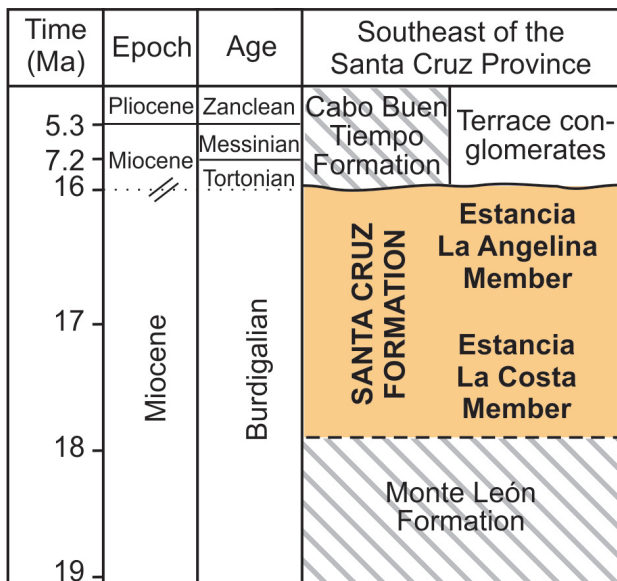 Time
(Ma)
Epoch
Age
Southeast of the
Santa Cruz Province
5.3
7.2
16
17
18
19
Pliocene
Miocene
Miocene
Zanclean
Messinian
Tortonian
Burdigalian
Cabo Buen
Tiempo
Formation
Terrace con-
glomerates
SANTA CRUZ
FORMATION
Estancia
La Angelina
Member
Estancia
La Costa
Member
Monte León
Formation